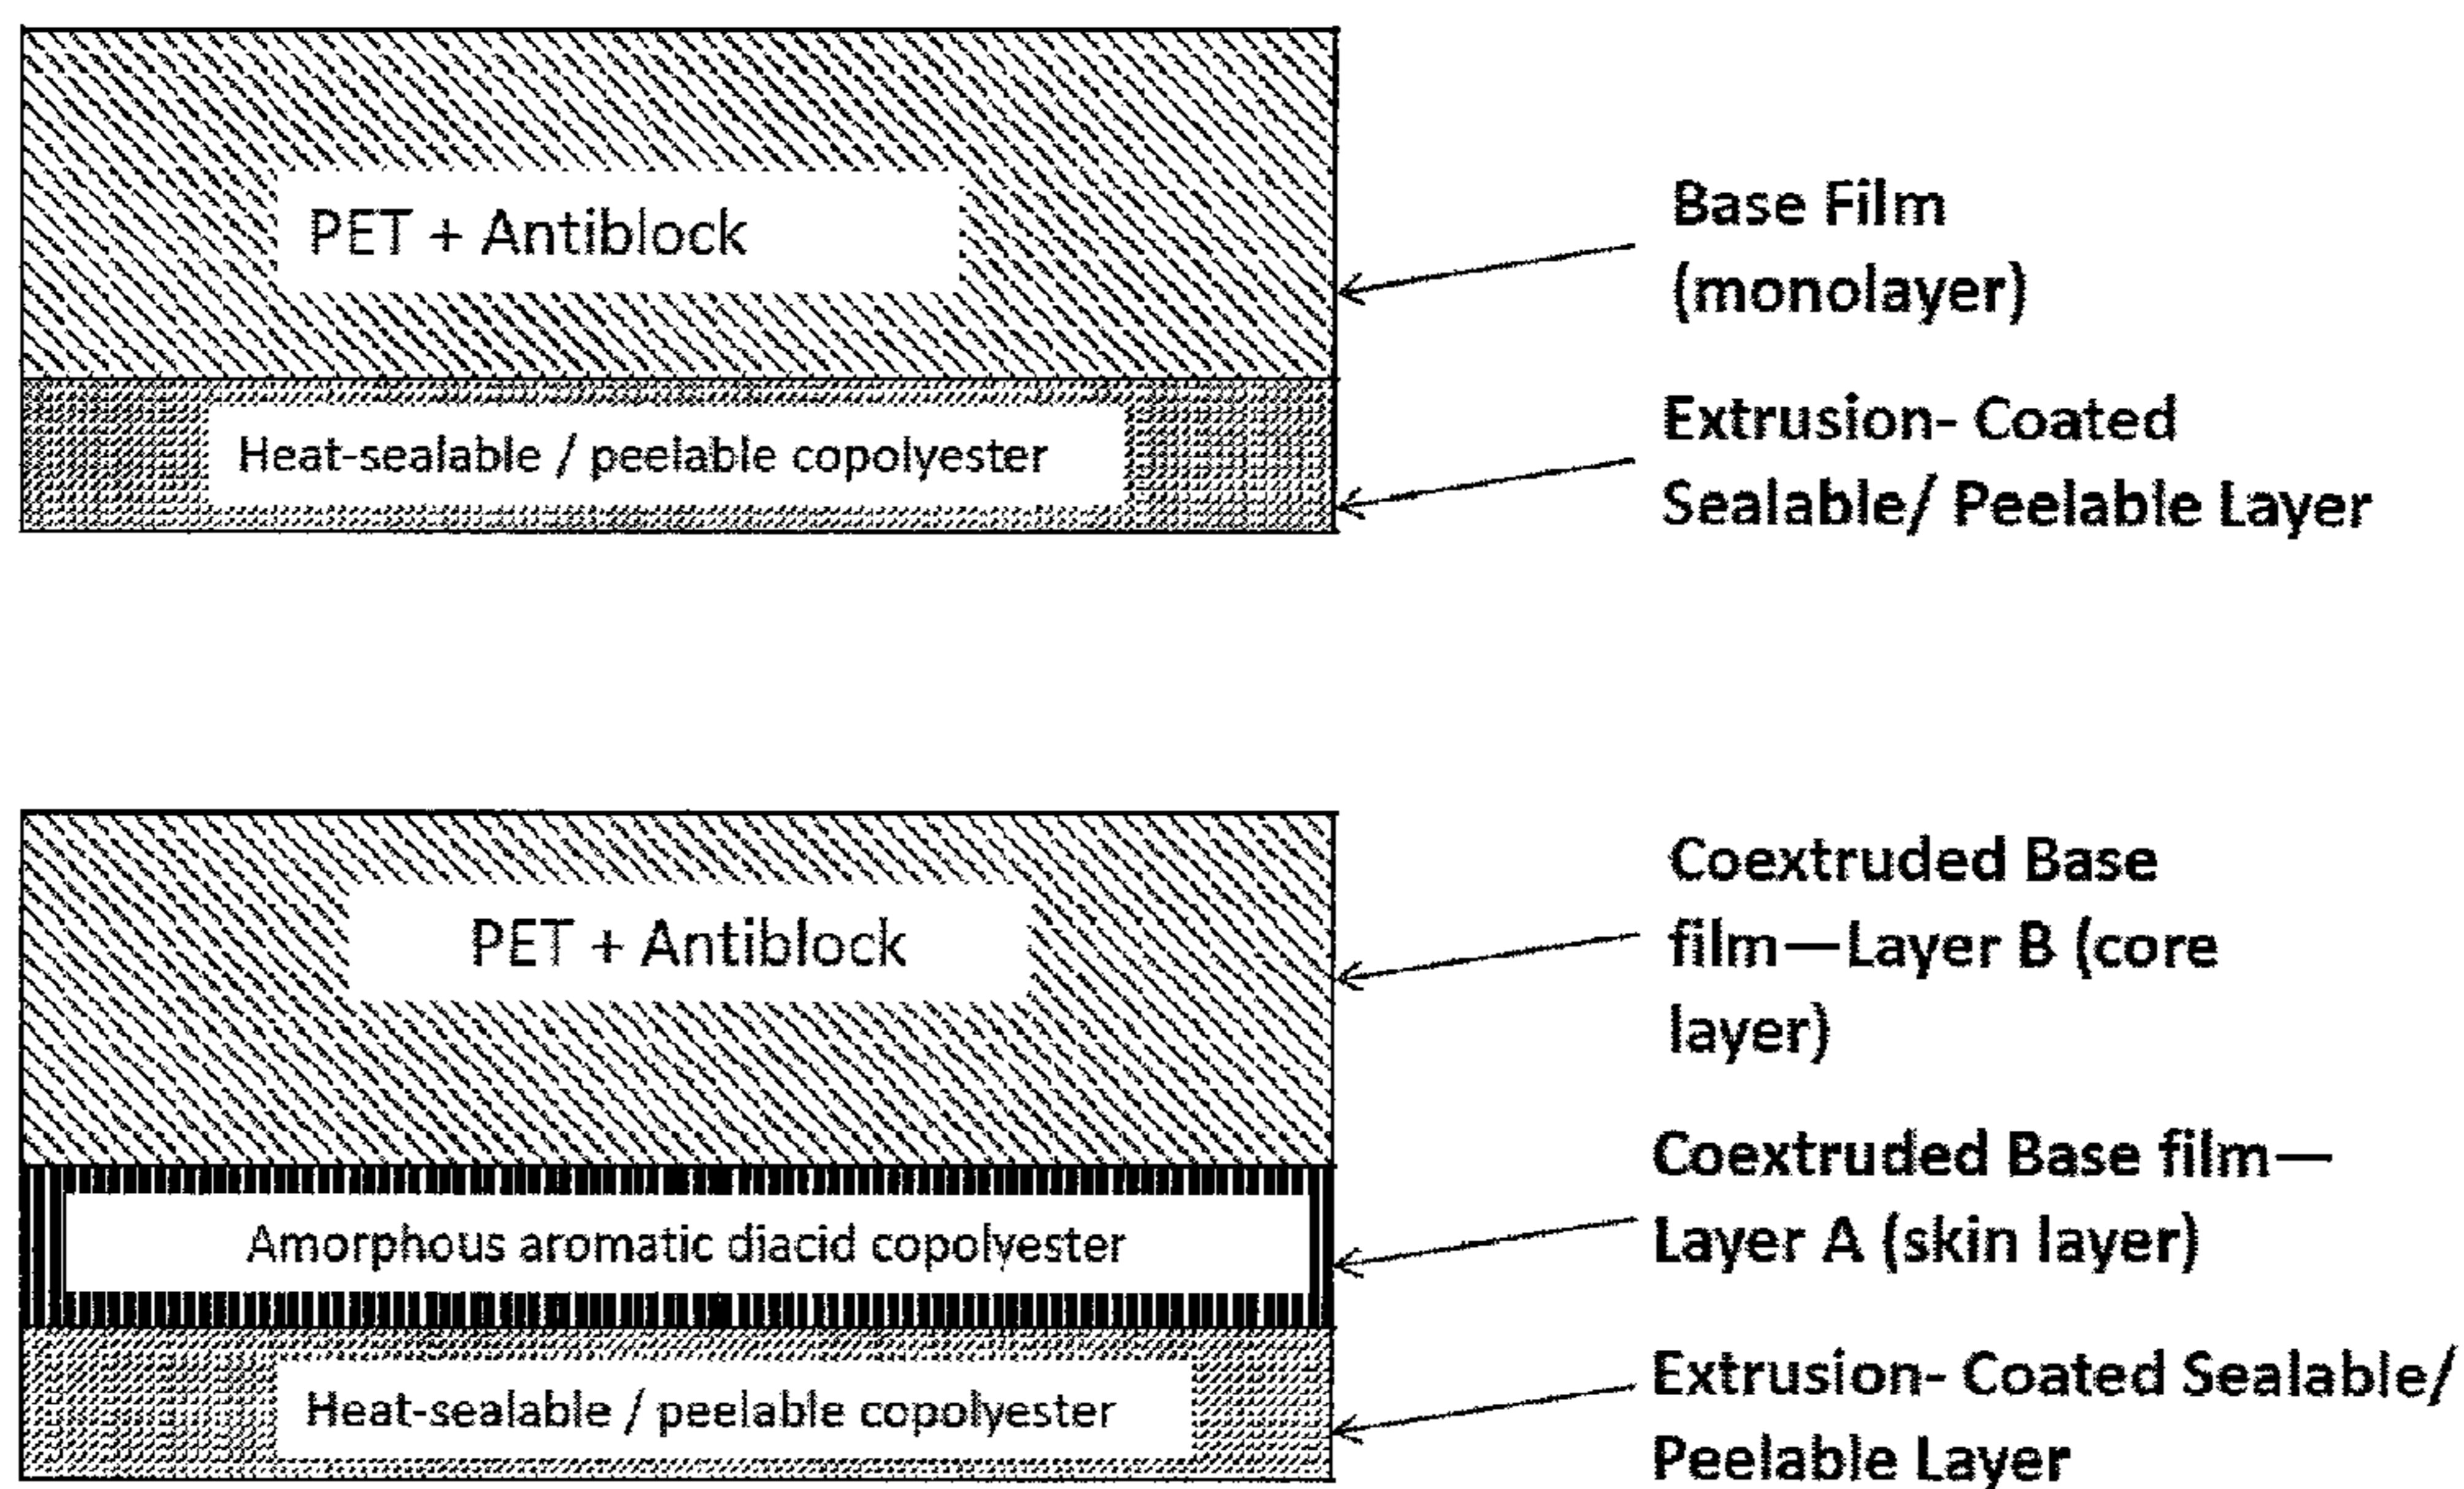 PET + Antiblock
Base Film
(monolayer)
Heat-sealable / peelable copolyester
Extrusion- Coated
Sealable/ Peelable Layer
PET + Antiblock
Coextruded Base
film—Layer B (core
layer)
Amorphous aromatic diacid copolyester
Coextruded Base film—
Layer A (skin layer)
Heat-sealable / peelable copolyester
Extrusion- Coated Sealable/
Peelable Layer